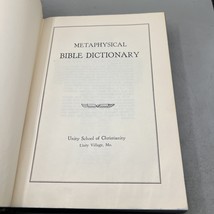 METAPHYSICAL
BIBLE DICTIONARY
Unity School of Christianity
Unity Village, Mo.